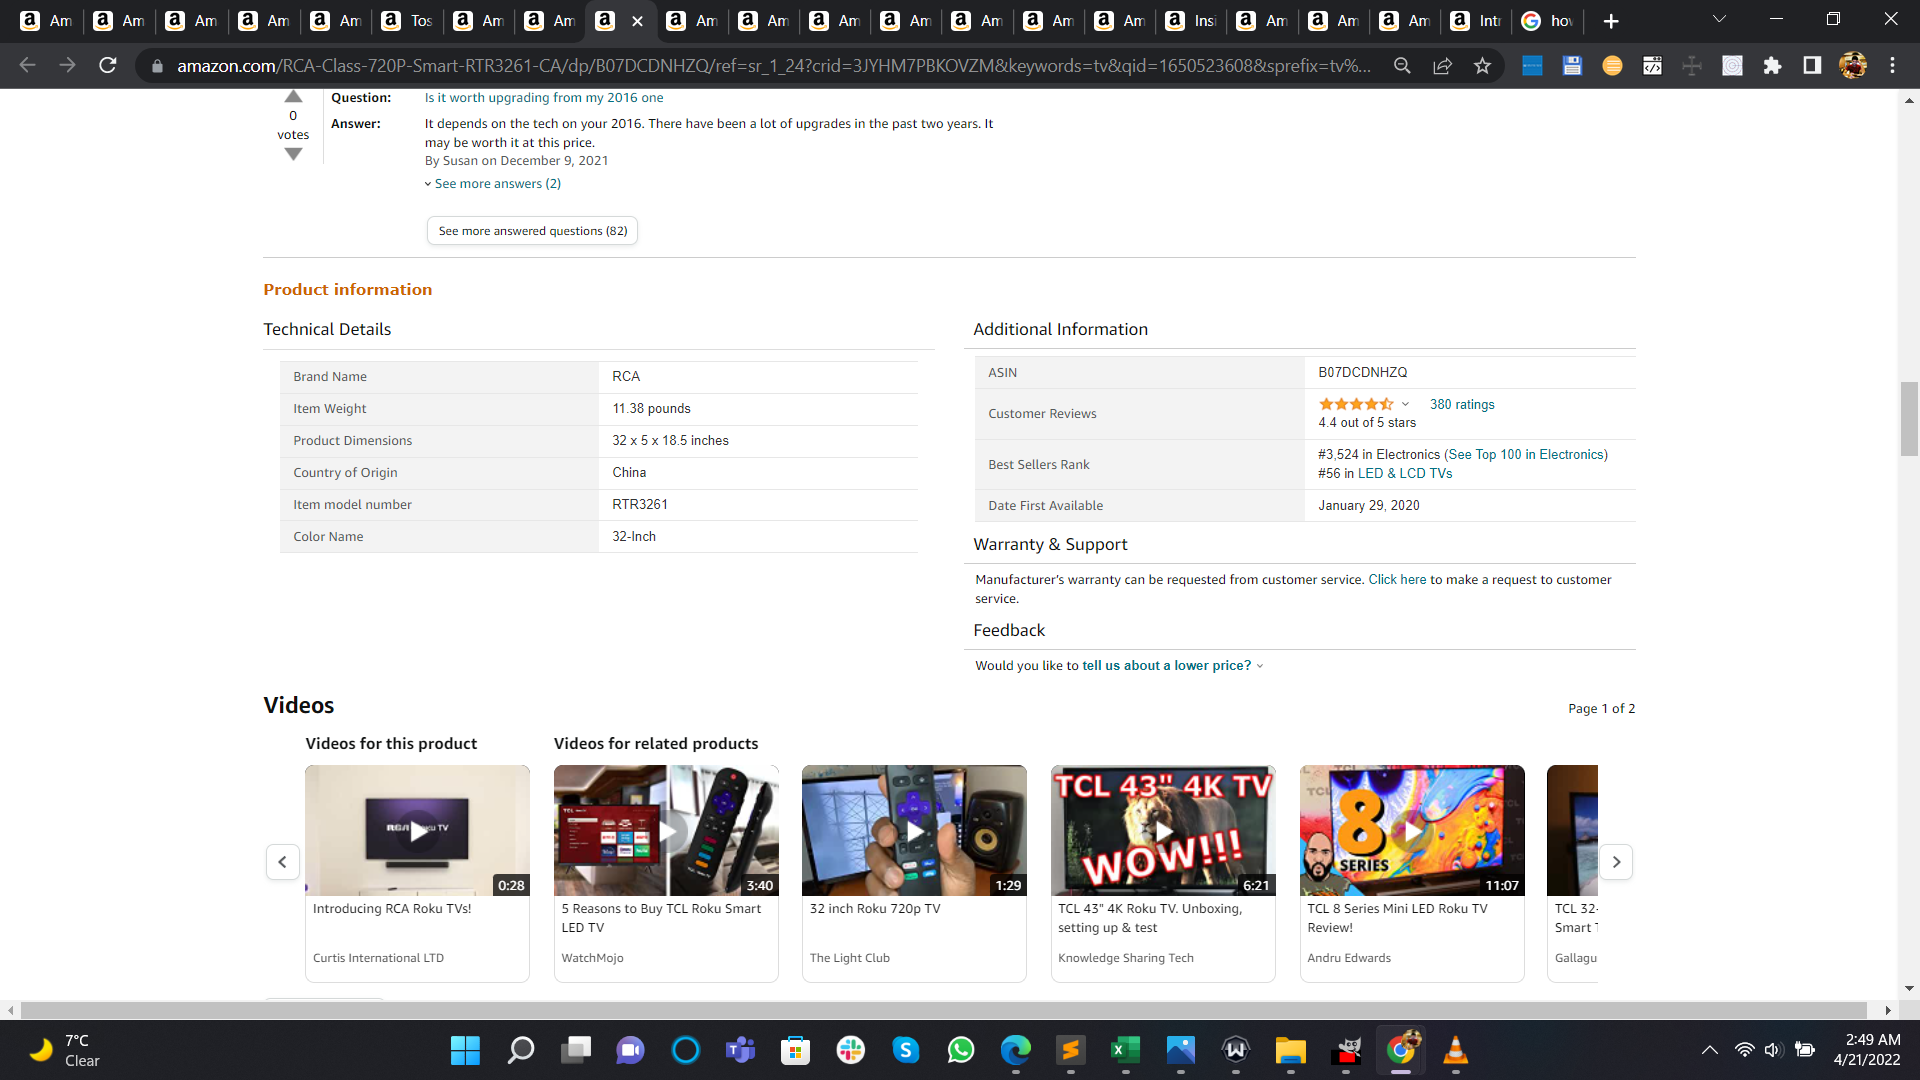 Am
Am
Am
Am
Am
Tos
Am
Am
Am
Am
Am
Am
Am
Am
Am
Insi
Am
Am
Am
Intr
how
amazon.com/RCA-Class-720P-Smart-RTR3261-CA/dp/B07DCDNHZQ/ref=sr_1_24?crid=3JYHM7PBKOVZM&keywords=tv&qid=1650523608&sprefix=tv%...
0
votes
Question:
Is it worth upgrading from my 2016 one
Answer:
It depends on the tech on your 2016. There have been a lot of upgrades in the past two years. It
may be worth it at this price.
By Susan on December 9, 2021
See more answers (2)
See more answered questions (82)
Product information
Technical Details
Brand Name RCA
Item Weight 11.38 pounds
Product Dimensions 32 x 5 x 18.5 inches
Country of Origin China
Item model number RTR3261
Color Name 32-Inch
Additional Information
ASIN B07DCDNHZQ
Customer Reviews 380 ratings
4.4 out of 5 stars
Best Sellers Rank #3,524 in Electronics (See Top 100 in Electronics)
#56 in LED & LCD TVs
Date First Available January 29, 2020
Warranty & Support
Manufacturer's warranty can be requested from customer service. Click here to make a request to customer
service.
Feedback
Would you like to tell us about a lower price?
Videos
Page 1 of 2
Videos for this product
Videos for related products
RCA Roku TV
0:28
Introducing RCA Roku TVs!
Curtis International LTD
TCL
3:40
5 Reasons to Buy TCL Roku Smart
LED TV
WatchMojo
1:29
32 inch Roku 720p TV
The Light Club
TCL 43" 4K TV
WOW!!!
6:21
TCL 43" 4K Roku TV. Unboxing,
setting up & test
Knowledge Sharing Tech
TCL
8
SERIES
11:07
TCL 8 Series Mini LED Roku TV
Review!
Andru Edwards
TCL 32-
Smart T
Gallagu
7°C
Clear
2:49 AM
4/21/2022